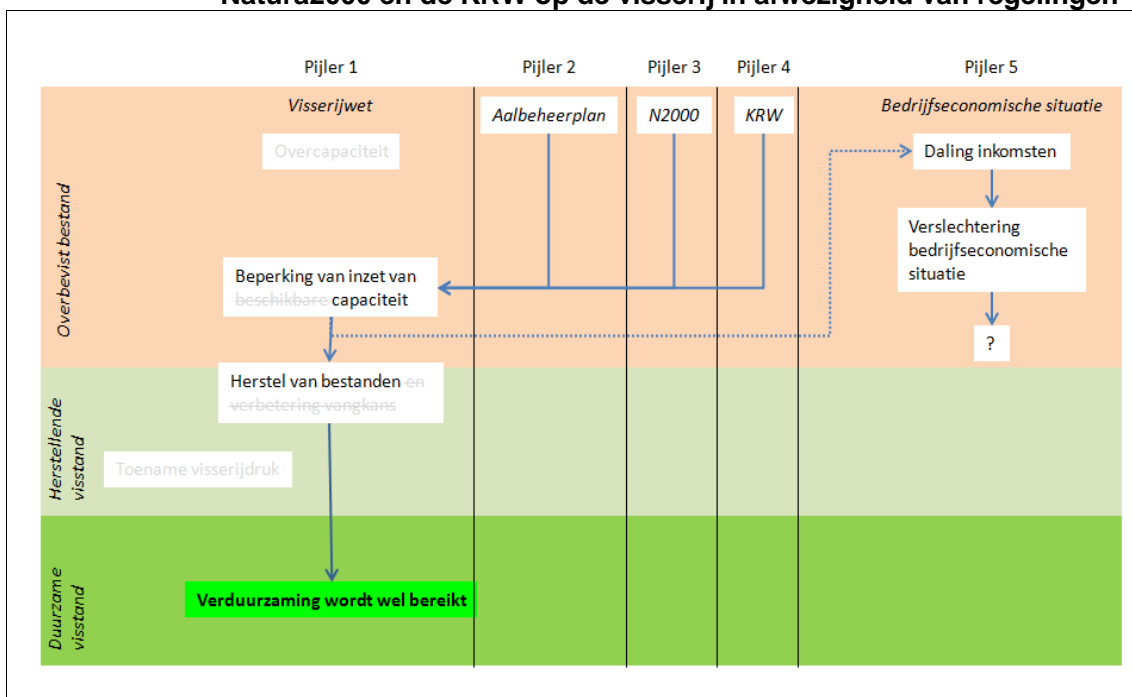 Natura2000 en de KRW op de visserij in afwezigheid van regelingen
Pijler 1
Pijler 2
Pijler 3
Pijler 4
Pijler 5
Visserijwet
Aalbeheerplan
N2000
KRW
Bedrijfseconomische situatie
Overcapaciteit
Daling inkomsten
Verslechtering
bedrijfseconomische
situatie
Overbevist bestand
Beperking van inzet van
beschikbare capaciteit
?
Herstel van bestanden en
verbetering vangkans
Herstellende
visstand
Toename visserijdruk
Duurzame
visstand
Verduurzaming wordt wel bereikt